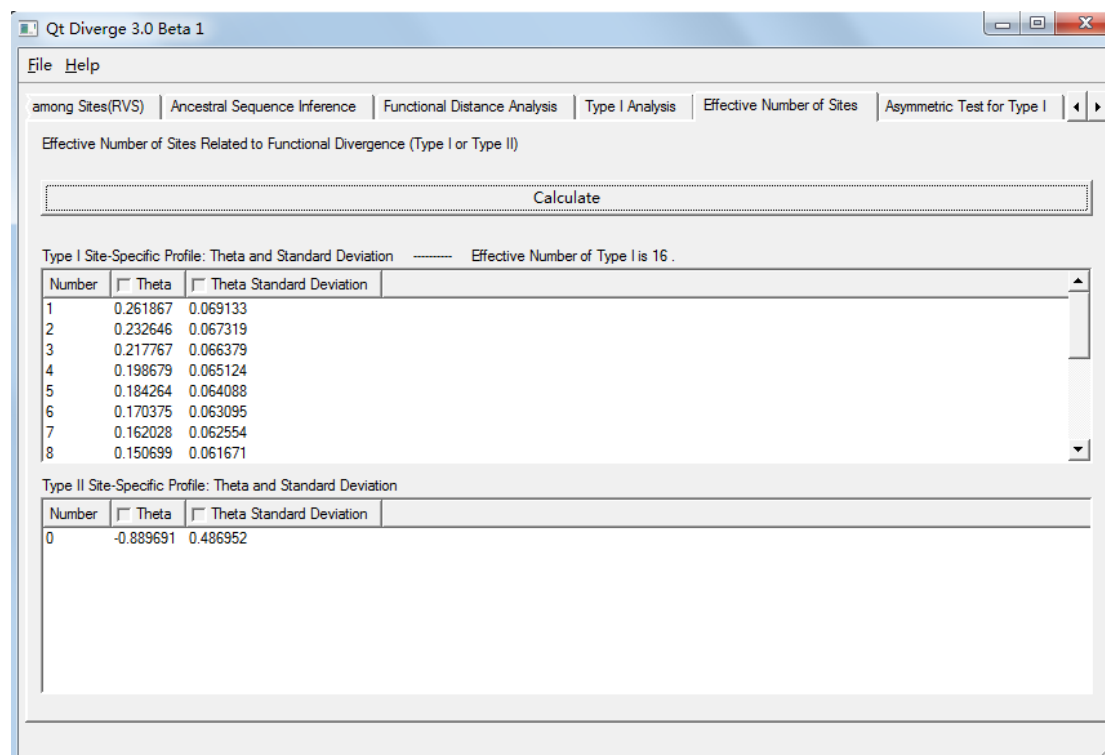 Qt Diverge 3.0 Beta 1
File Help
among Sites(RVS) Ancestral Sequence Inference Functional Distance Analysis Type I Analysis Effective Number of Sites Asymmetric Test for Type I
Effective Number of Sites Related to Functional Divergence (Type I or Type II)
Calculate
Type I Site-Specific Profile: Theta and Standard Deviation ---------- Effective Number of Type I is 16 .
Number Theta Theta Standard Deviation
1 0.261867 0.069133
2 0.232646 0.067319
3 0.217767 0.066379
4 0.198679 0.065124
5 0.184264 0.064088
6 0.170375 0.063095
7 0.162028 0.062554
8 0.150699 0.061671
Type II Site-Specific Profile: Theta and Standard Deviation
Number Theta Theta Standard Deviation
0 -0.889691 0.486952